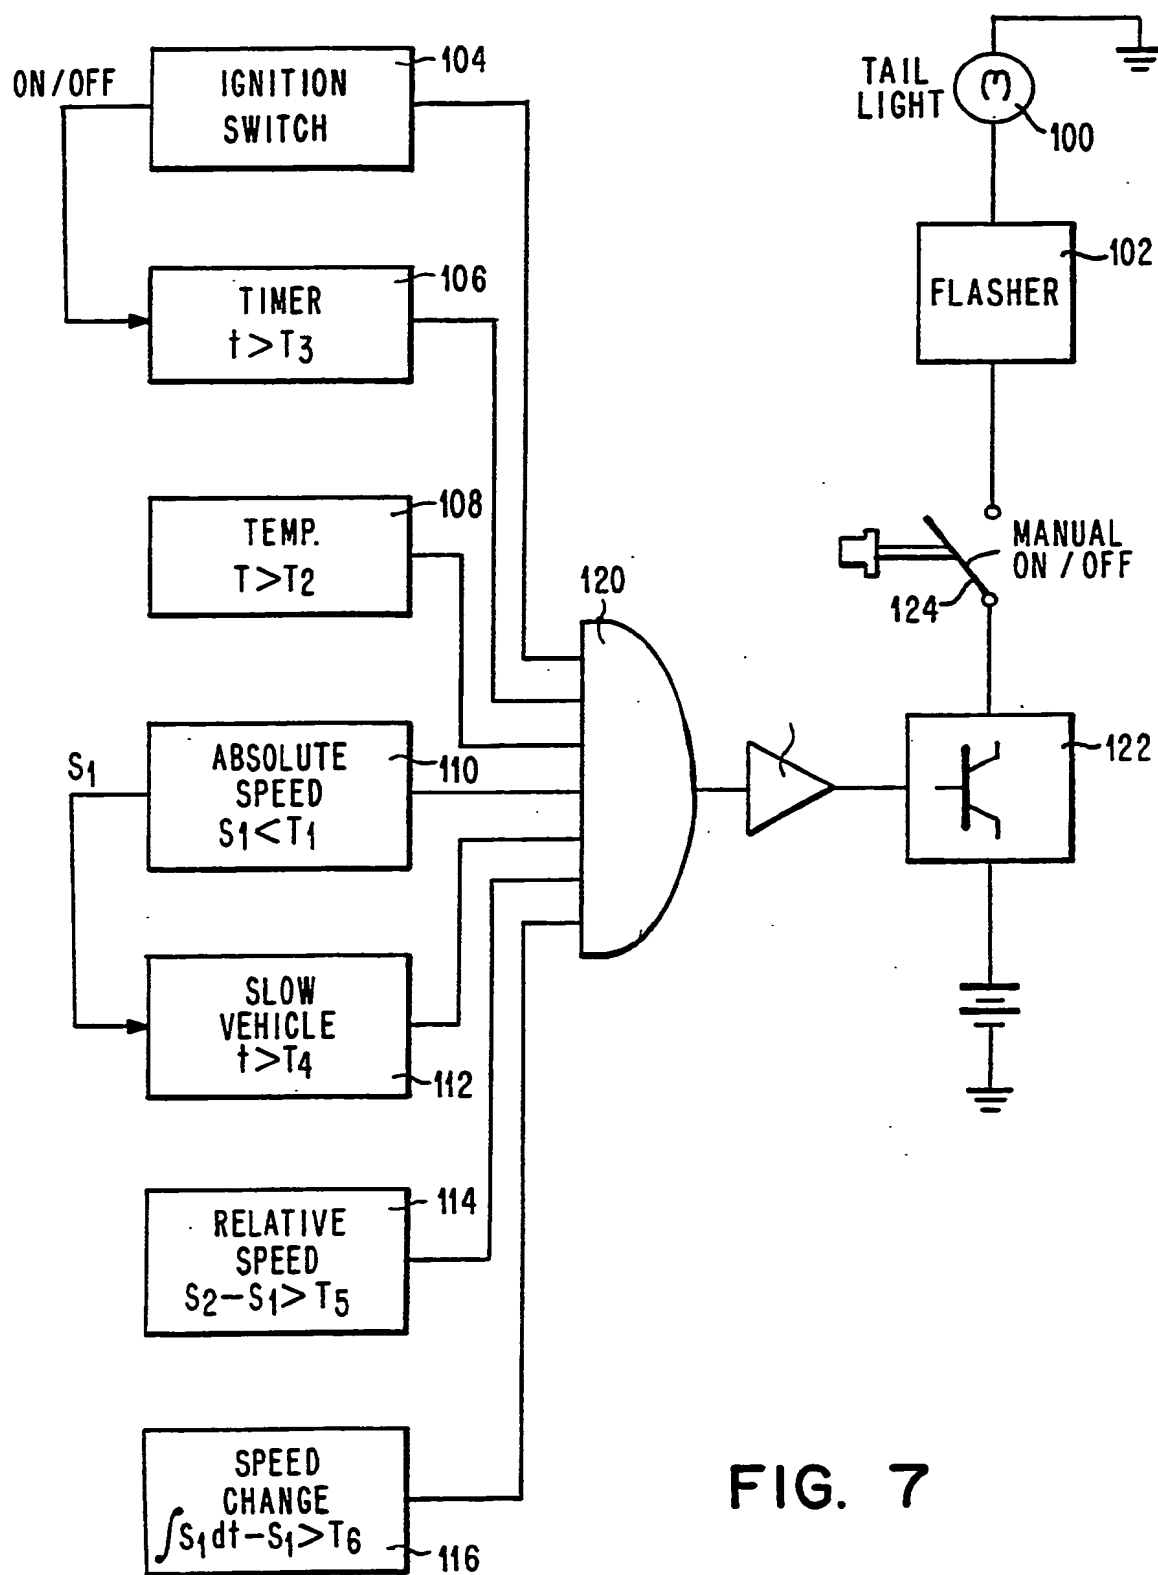 ON/OFF
IGNITION
SWITCH
104
TIMER
t>T3
106
TEMP.
T>T2
108
S1
ABSOLUTE
SPEED
S1<T1
110
SLOW
VEHICLE
t>T4
112
RELATIVE
SPEED
S2-S1>T5
114
SPEED
CHANGE
∫S1dt-S1>T6
116
120
TAIL
LIGHT
100
FLASHER
102
MANUAL
ON/OFF
124
122
FIG. 7